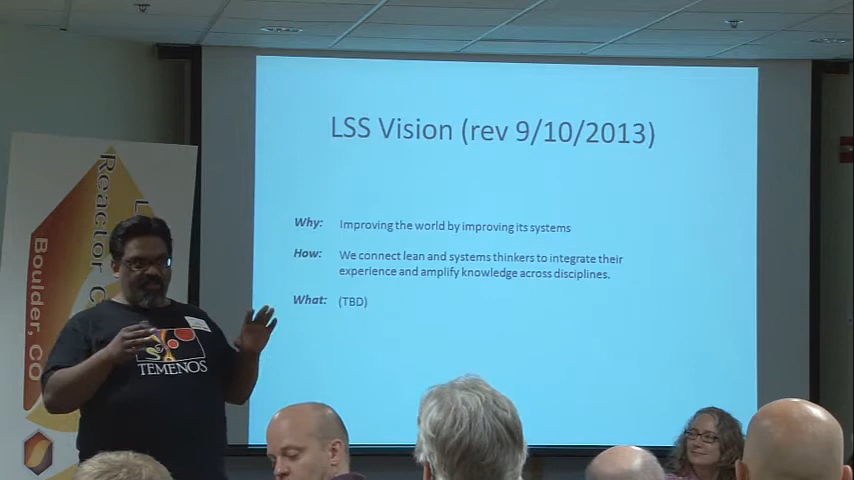 LSS Vision (rev 9/10/2013)
Why: Improving the world by improving its systems
How: We connect lean and systems thinkers to integrate their
experience and amplify knowledge across disciplines.
What: (TBD)
Reactor
Boulder, CO
TEMENOS